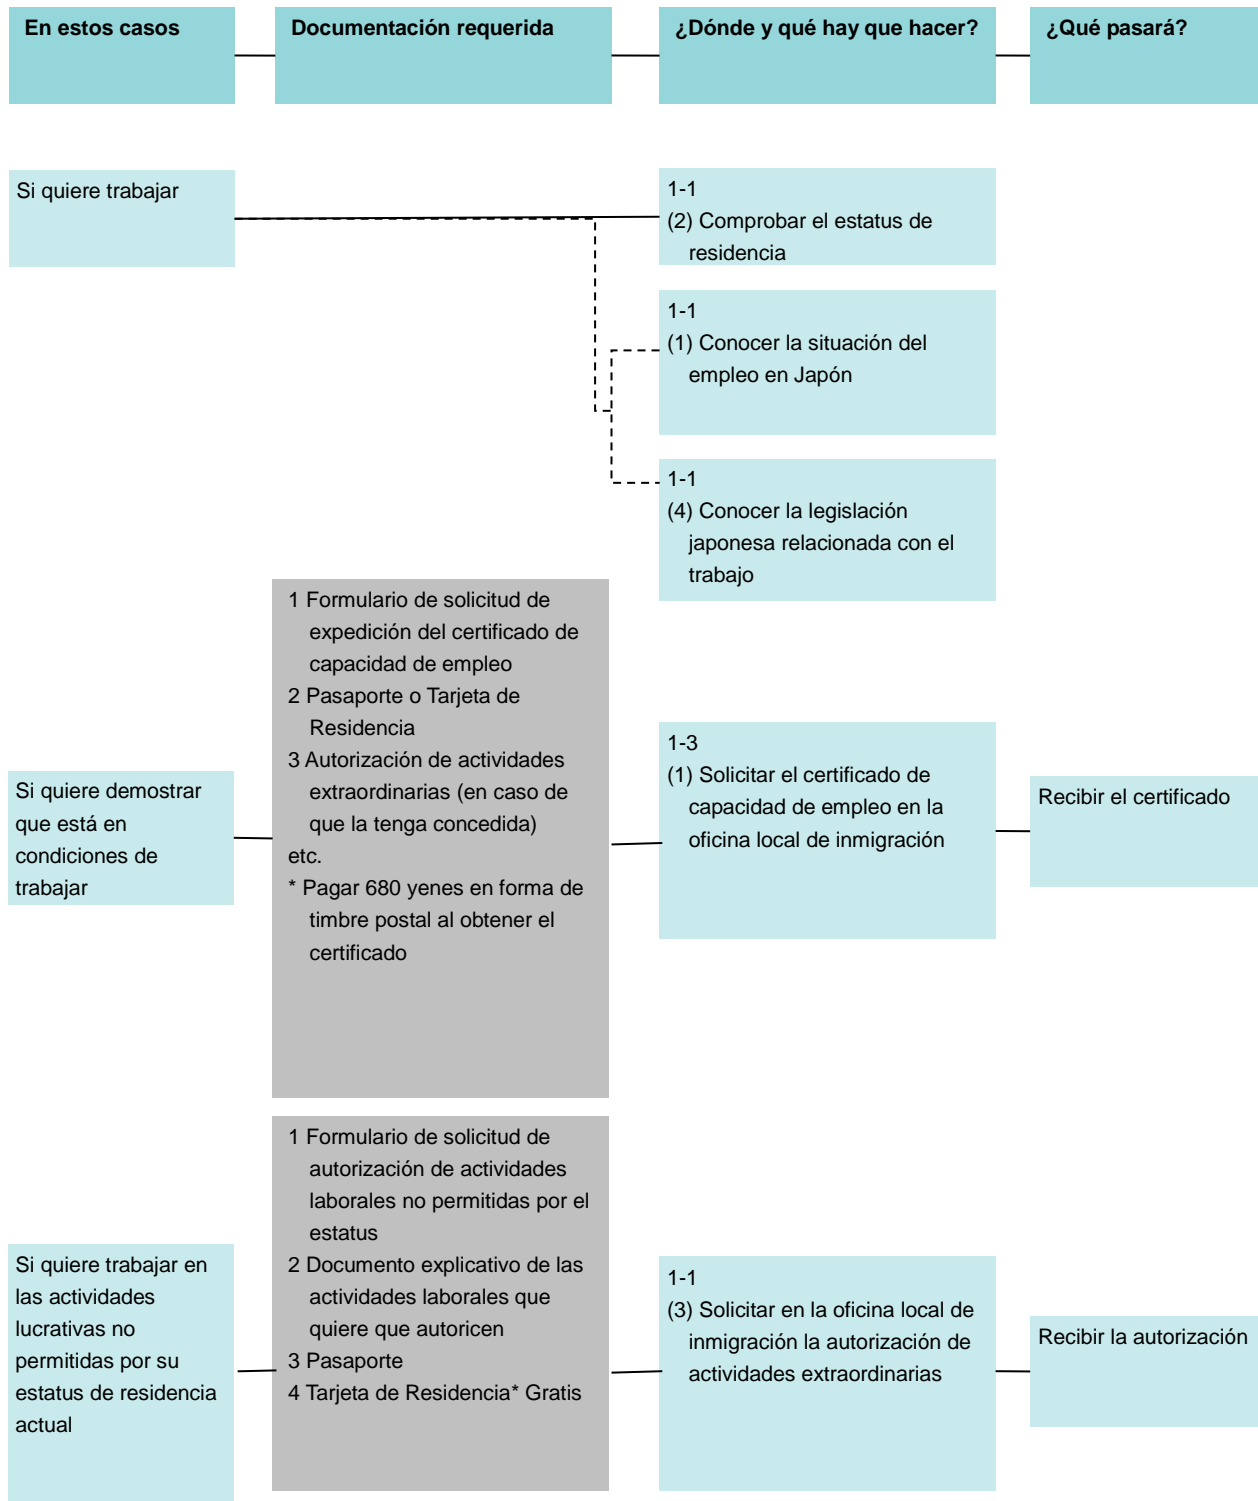 En estos casos
Documentación requerida
¿Dónde y qué hay que hacer?
¿Qué pasará?
Si quiere trabajar
1-1
(2) Comprobar el estatus de
residencia
1-1
(1) Conocer la situación del
empleo en Japón
1-1
(4) Conocer la legislación
japonesa relacionada con el
trabajo
Si quiere demostrar
que está en
condiciones de
trabajar
1 Formulario de solicitud de
expedición del certificado de
capacidad de empleo
2 Pasaporte o Tarjeta de
Residencia
3 Autorización de actividades
extraordinarias (en caso de
que la tenga concedida)
etc.
* Pagar 680 yenes en forma de
timbre postal al obtener el
certificado
1-3
(1) Solicitar el certificado de
capacidad de empleo en la
oficina local de inmigración
Recibir el certificado
Si quiere trabajar en
las actividades
lucrativas no
permitidas por su
estatus de residencia
actual
1 Formulario de solicitud de
autorización de actividades
laborales no permitidas por el
estatus
2 Documento explicativo de las
actividades laborales que
quiere que autoricen
3 Pasaporte
4 Tarjeta de Residencia* Gratis
1-1
(3) Solicitar en la oficina local de
inmigración la autorización de
actividades extraordinarias
Recibir la autorización